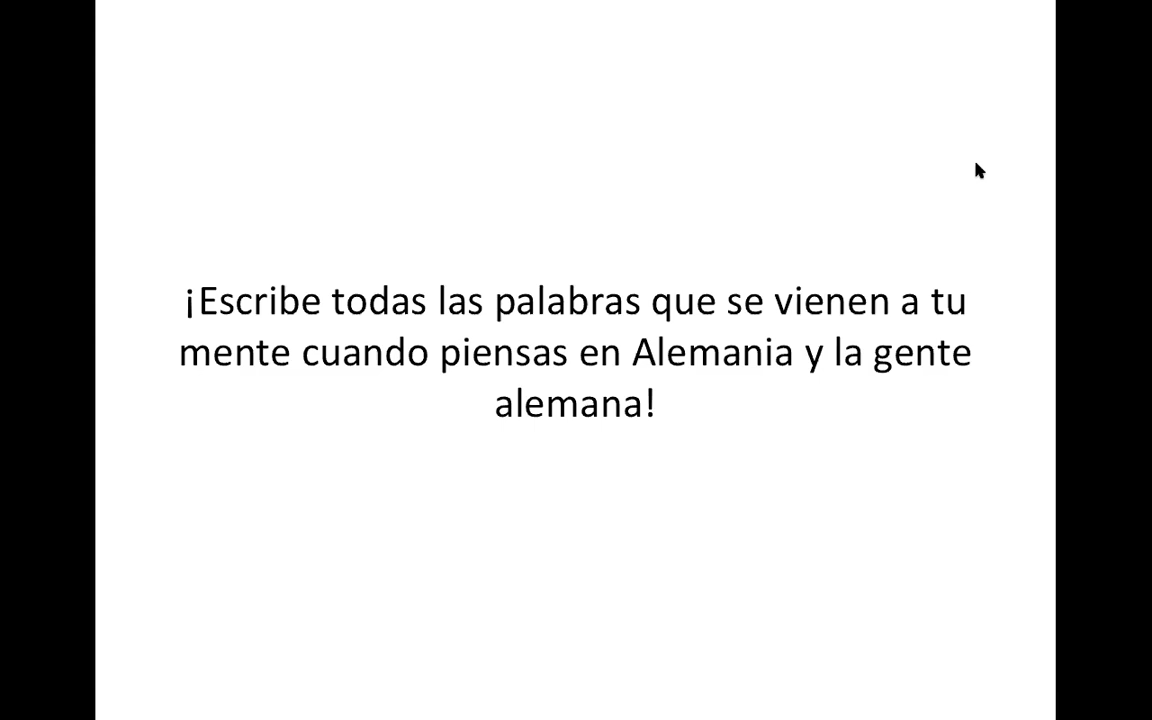 ¡Escribe todas las palabras que se vienen a tu
mente cuando piensas en Alemania y la gente
alemana!